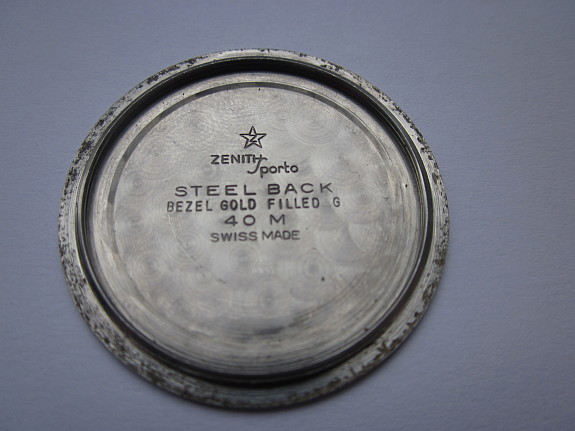 Z
ZENITH Sporto
STEEL BACK
BEZEL GOLD FILLED G
40 M
SWISS MADE